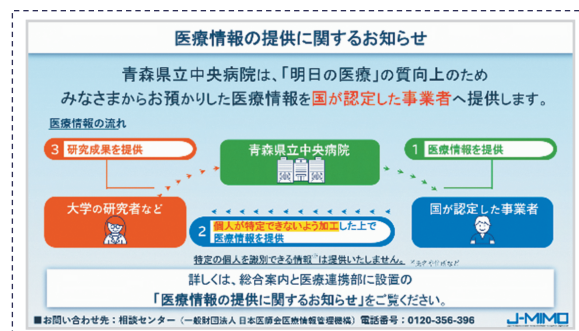 医療情報の提供に関するお知らせ
青森県立中央病院は、「明日の医療」の質向上のため
みなさまからお預かりした医療情報を国が認定した事業者へ提供します。
医療情報の流れ
3 研究成果を提供
青森県立中央病院
1 医療情報を提供
大学の研究者など
2 個人が特定できないよう加工した上で
医療情報を提供
国が認定した事業者
特定の個人を識別できる情報※は提供いたしません。
詳しくは、総合案内と医療連携部に設置の
「医療情報の提供に関するお知らせ」をご覧ください。
■お問い合わせ先：相談センター（一般財団法人 日本医師会医療情報管理機構）電話番号：0120-356-396
J-MIMO